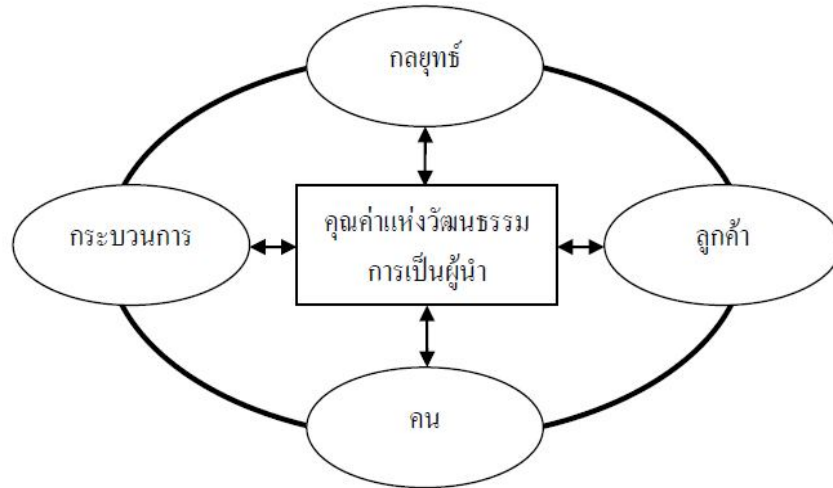 กลยุทธ์
กระบวนการ
คุณค่าแห่งวัฒนธรรม
การเป็นผู้นำ
ลูกค้า
คน